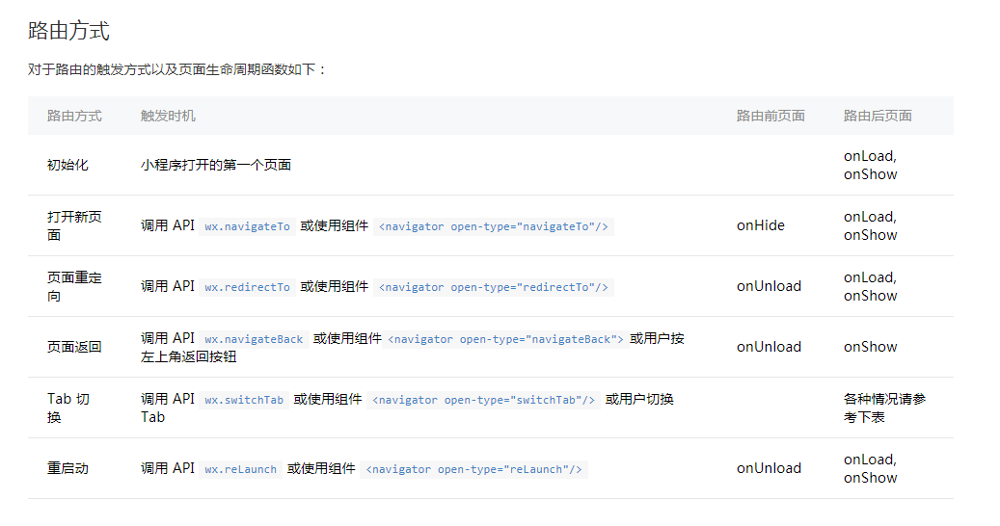 路由方式
对于路由的触发方式以及页面生命周期函数如下：
路由方式 触发时机 路由前页面 路由后页面
初始化 小程序打开的第一个页面 onLoad,
onShow
打开新页
面 调用 API wx.navigateTo 或使用组件 <navigator open-type="navigateTo"/> onHide onLoad,
onShow
页面重定
向 调用 API wx.redirectTo 或使用组件 <navigator open-type="redirectTo"/> onUnload onLoad,
onShow
页面返回 调用 API wx.navigateBack 或使用组件 <navigator open-type="navigateBack"> 或用户按
左上角返回按钮 onUnload onShow
Tab 切
换 调用 API wx.switchTab 或使用组件 <navigator open-type="switchTab"/> 或用户切换
Tab 各种情况请参
考下表
重启动 调用 API wx.reLaunch 或使用组件 <navigator open-type="reLaunch"/> onUnload onLoad,
onShow